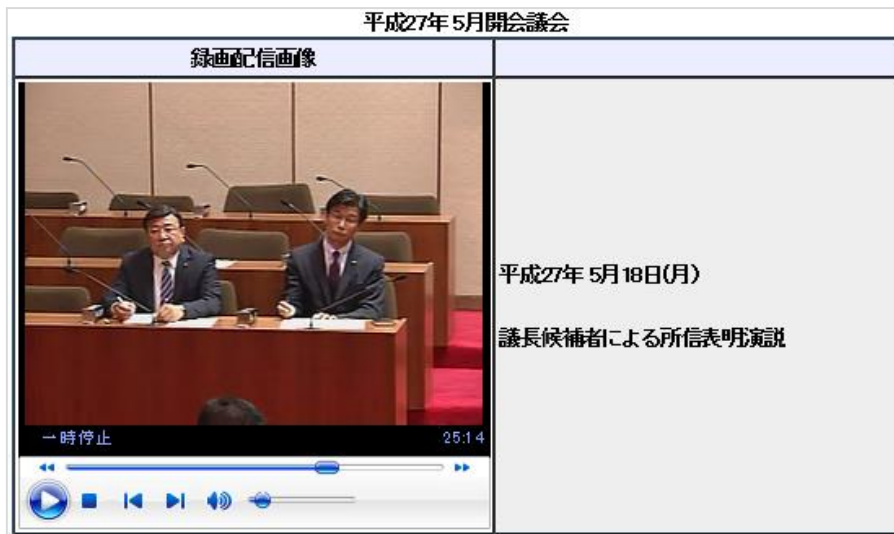 平成27年 5月開会議会
録画配信画像
平成27年 5月18日(月)
議長候補者による所信表明演説
一時停止
25:14